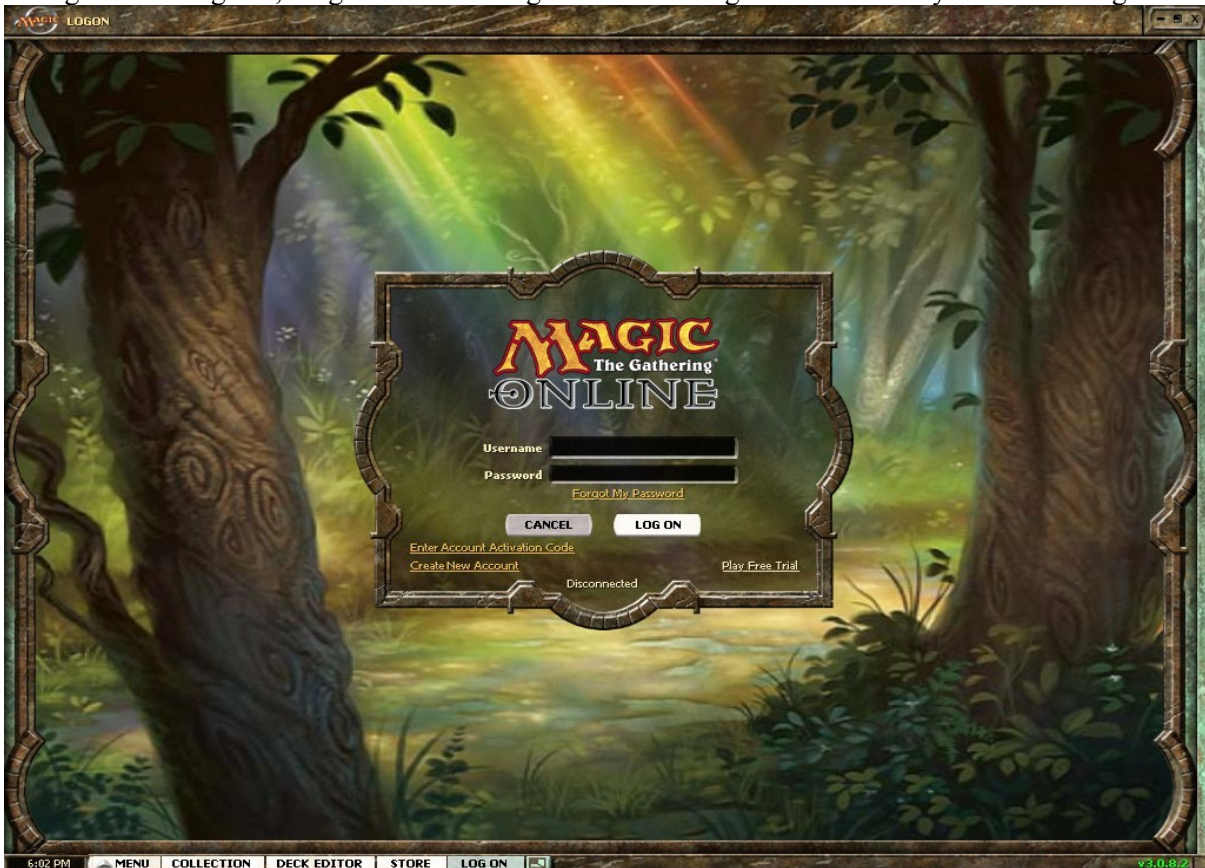 MAGIC LOGON
MAGIC
The Gathering®
ONLINE
Username
Password
Forgot My Password
CANCEL LOG ON
Enter Account Activation Code
Create New Account Play Free Trial
Disconnected
6:02 PM MENU COLLECTION DECK EDITOR STORE LOG ON v3.0.8.2